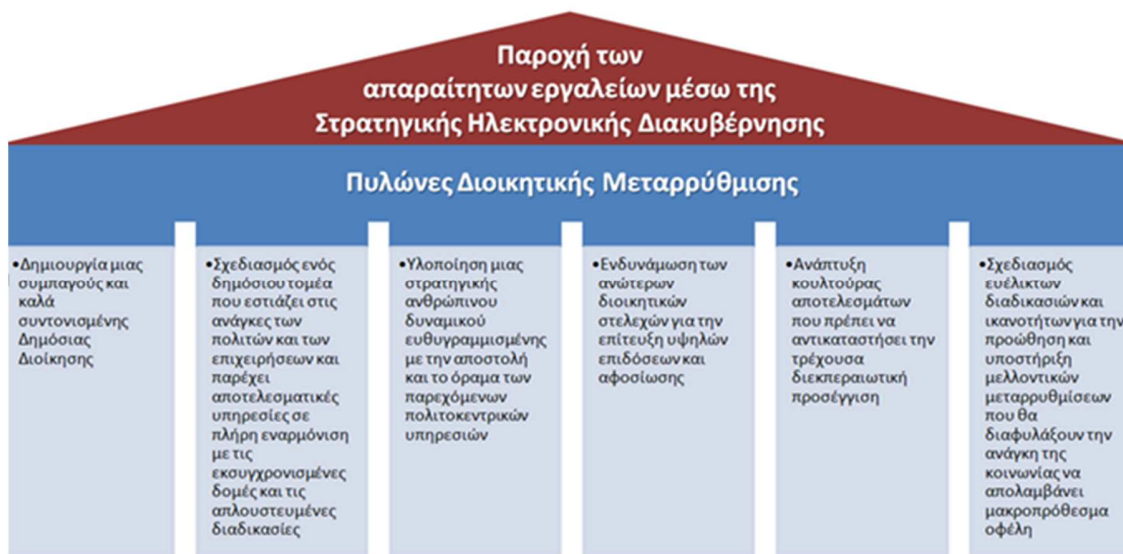 Παροχή των
απαραίτητων εργαλείων μέσω της
Στρατηγικής Ηλεκτρονικής Διακυβέρνησης
Πυλώνες Διοικητικής Μεταρρύθμισης
•Δημιουργία μιας
συμπαγούς και
καλά
συντονισμένης
Δημόσιας
Διοίκησης
•Σχεδιασμός ενός
δημόσιου τομέα
που εστιάζει στις
ανάγκες των
πολιτών και των
επιχειρήσεων και
παρέχει
αποτελεσματικές
υπηρεσίες σε
πλήρη εναρμόνιση
με τις
εκσυγχρονισμένες
δομές και τις
απλουστευμένες
διαδικασίες
•Υλοποίηση μιας
στρατηγικής
ανθρώπινου
δυναμικού
ευθυγραμμισμένης
με την αποστολή
και το όραμα των
παρεχόμενων
πολιτοκεντρικών
υπηρεσιών
•Ενδυνάμωση των
ανώτερων
διοικητικών
στελεχών για την
επίτευξη υψηλών
επιδόσεων και
αφοσίωσης
•Ανάπτυξη
κουλτούρας
αποτελεσμάτων
που πρέπει να
αντικαταστήσει την
τρέχουσα
διεκπεραιωτική
προσέγγιση
•Σχεδιασμός
ευέλικτων
διαδικασιών και
ικανοτήτων για την
προώθηση και
υποστήριξη
μελλοντικών
μεταρρυθμίσεων
που θα
διαφυλάξουν την
ανάγκη της
κοινωνίας να
απολαμβάνει
μακροπρόθεσμα
οφέλη